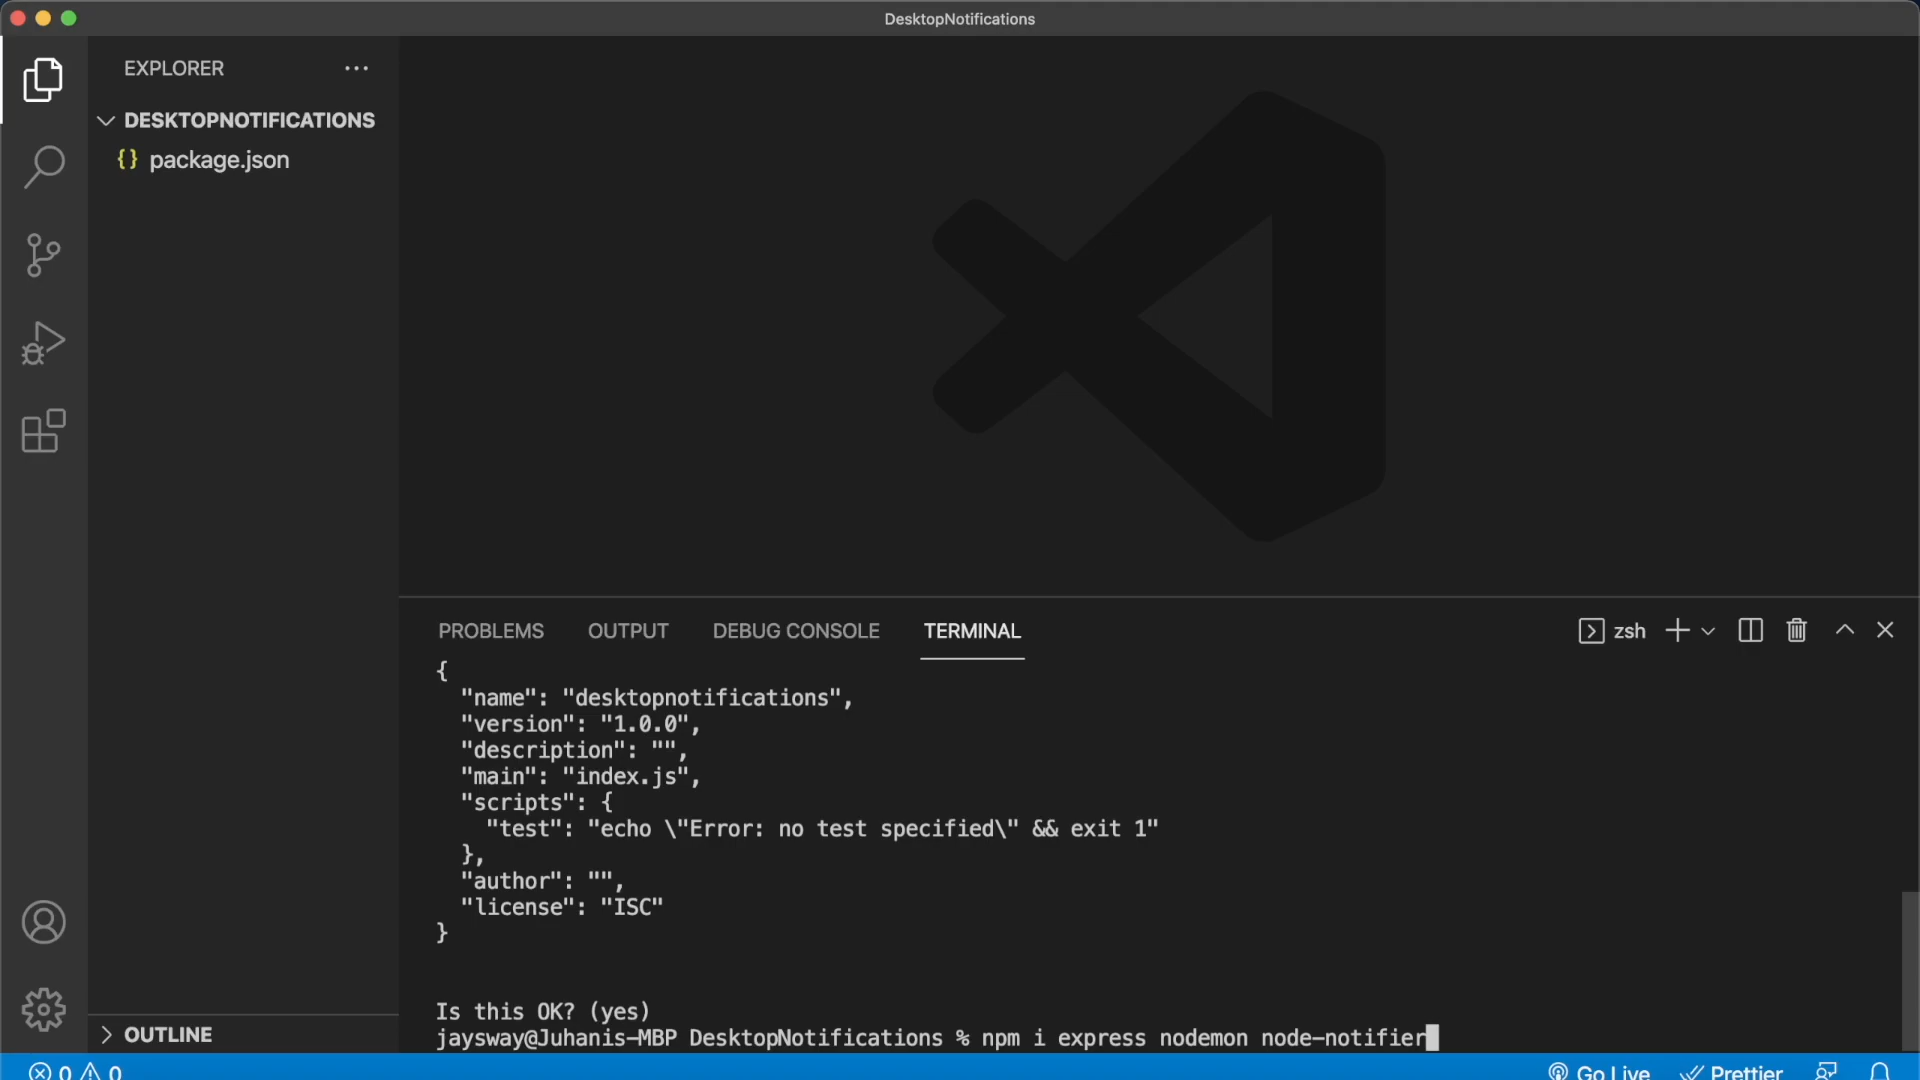 DesktopNotifications
EXPLORER
DESKTOPNOTIFICATIONS
{} package.json
OUTLINE
PROBLEMS OUTPUT DEBUG CONSOLE TERMINAL zsh
{
"name": "desktopnotifications",
"version": "1.0.0",
"description": "",
"main": "index.js",
"scripts": {
"test": "echo \"Error: no test specified\" && exit 1"
},
"author": "",
"license": "ISC"
}
Is this OK? (yes)
jaysway@Juhanis-MBP DesktopNotifications % npm i express nodemon node-notifier
0 0 Go Live Prettier